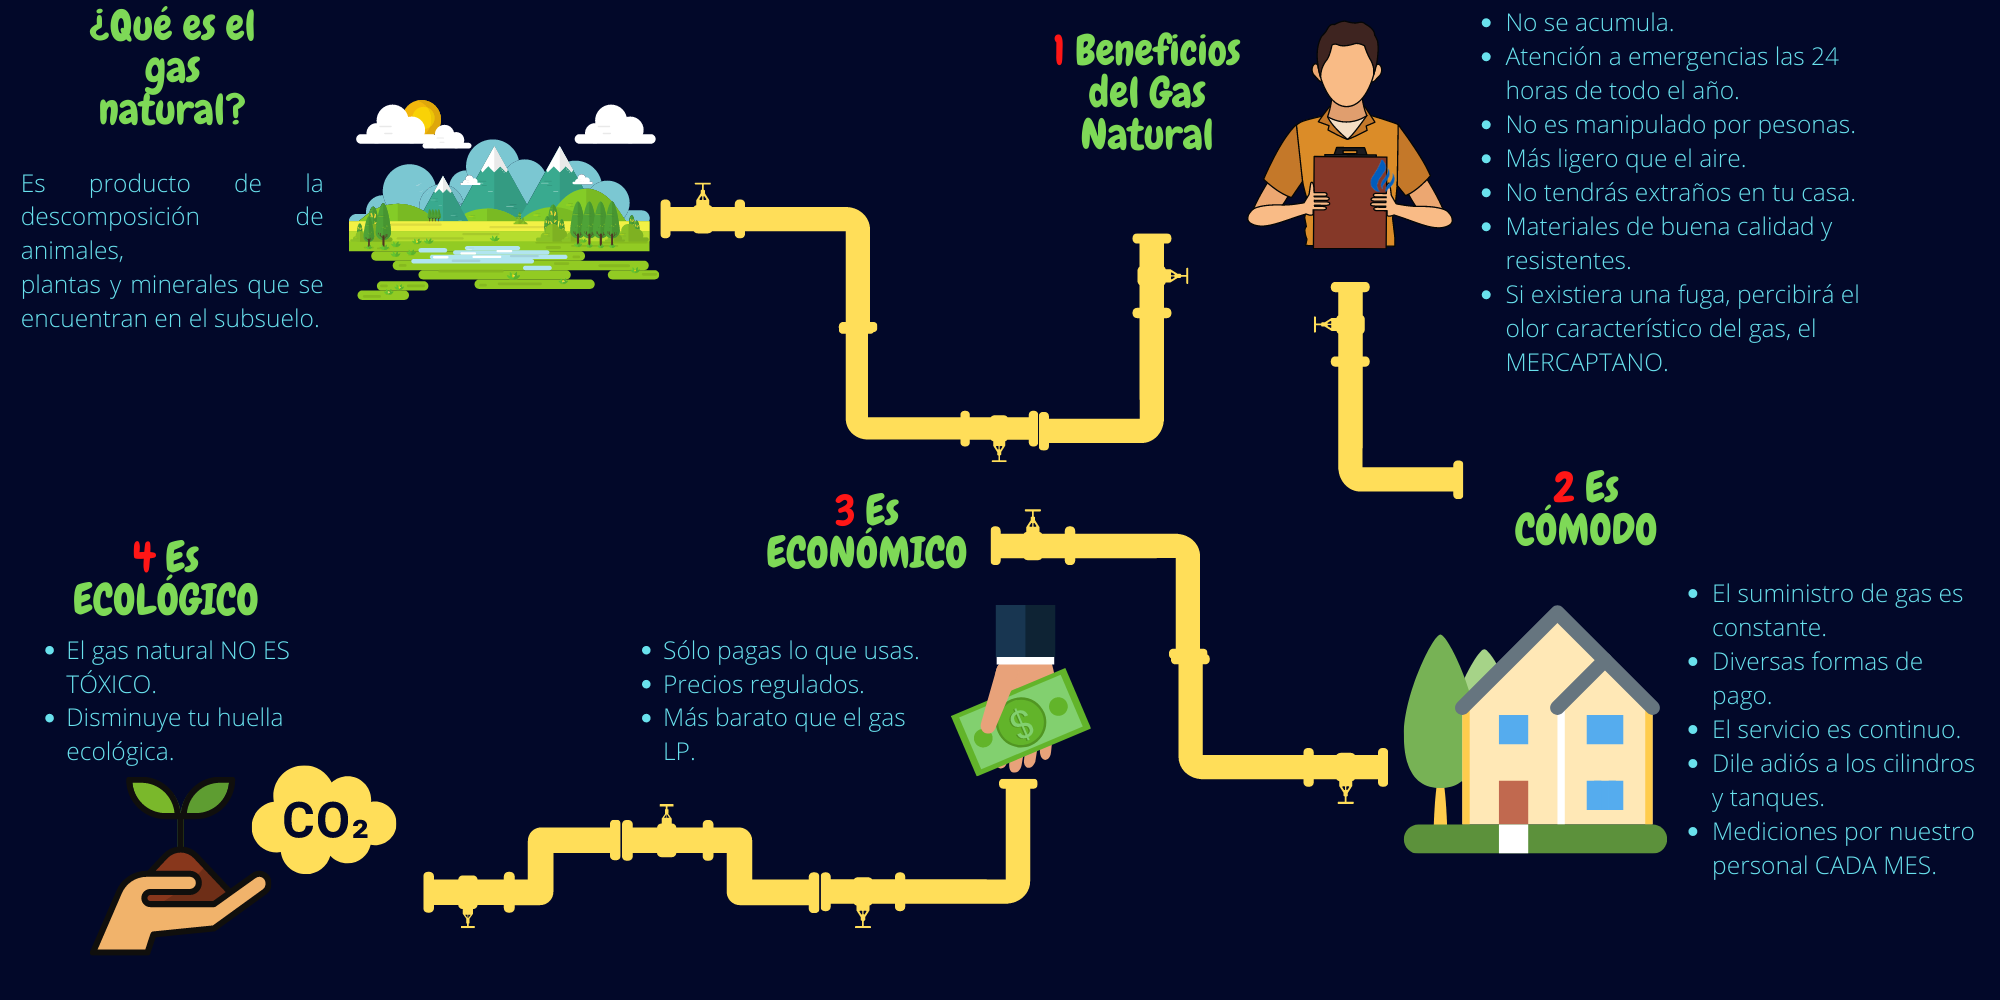 ¿Qué es el
gas
natural?
Es producto de la
descomposición de
animales,
plantas y minerales que se
encuentran en el subsuelo.
1 Beneficios
del Gas
Natural
No se acumula.
Atención a emergencias las 24
horas de todo el año.
No es manipulado por pesonas.
Más ligero que el aire.
No tendrás extraños en tu casa.
Materiales de buena calidad y
resistentes.
Si existiera una fuga, percibirá el
olor característico del gas, el
MERCAPTANO.
2 Es
CÓMODO
El suministro de gas es
constante.
Diversas formas de
pago.
El servicio es continuo.
Dile adiós a los cilindros
y tanques.
Mediciones por nuestro
personal CADA MES.
3 Es
ECONÓMICO
Sólo pagas lo que usas.
Precios regulados.
Más barato que el gas
LP.
$
4 Es
ECOLÓGICO
El gas natural NO ES
TÓXICO.
Disminuye tu huella
ecológica.
CO₂